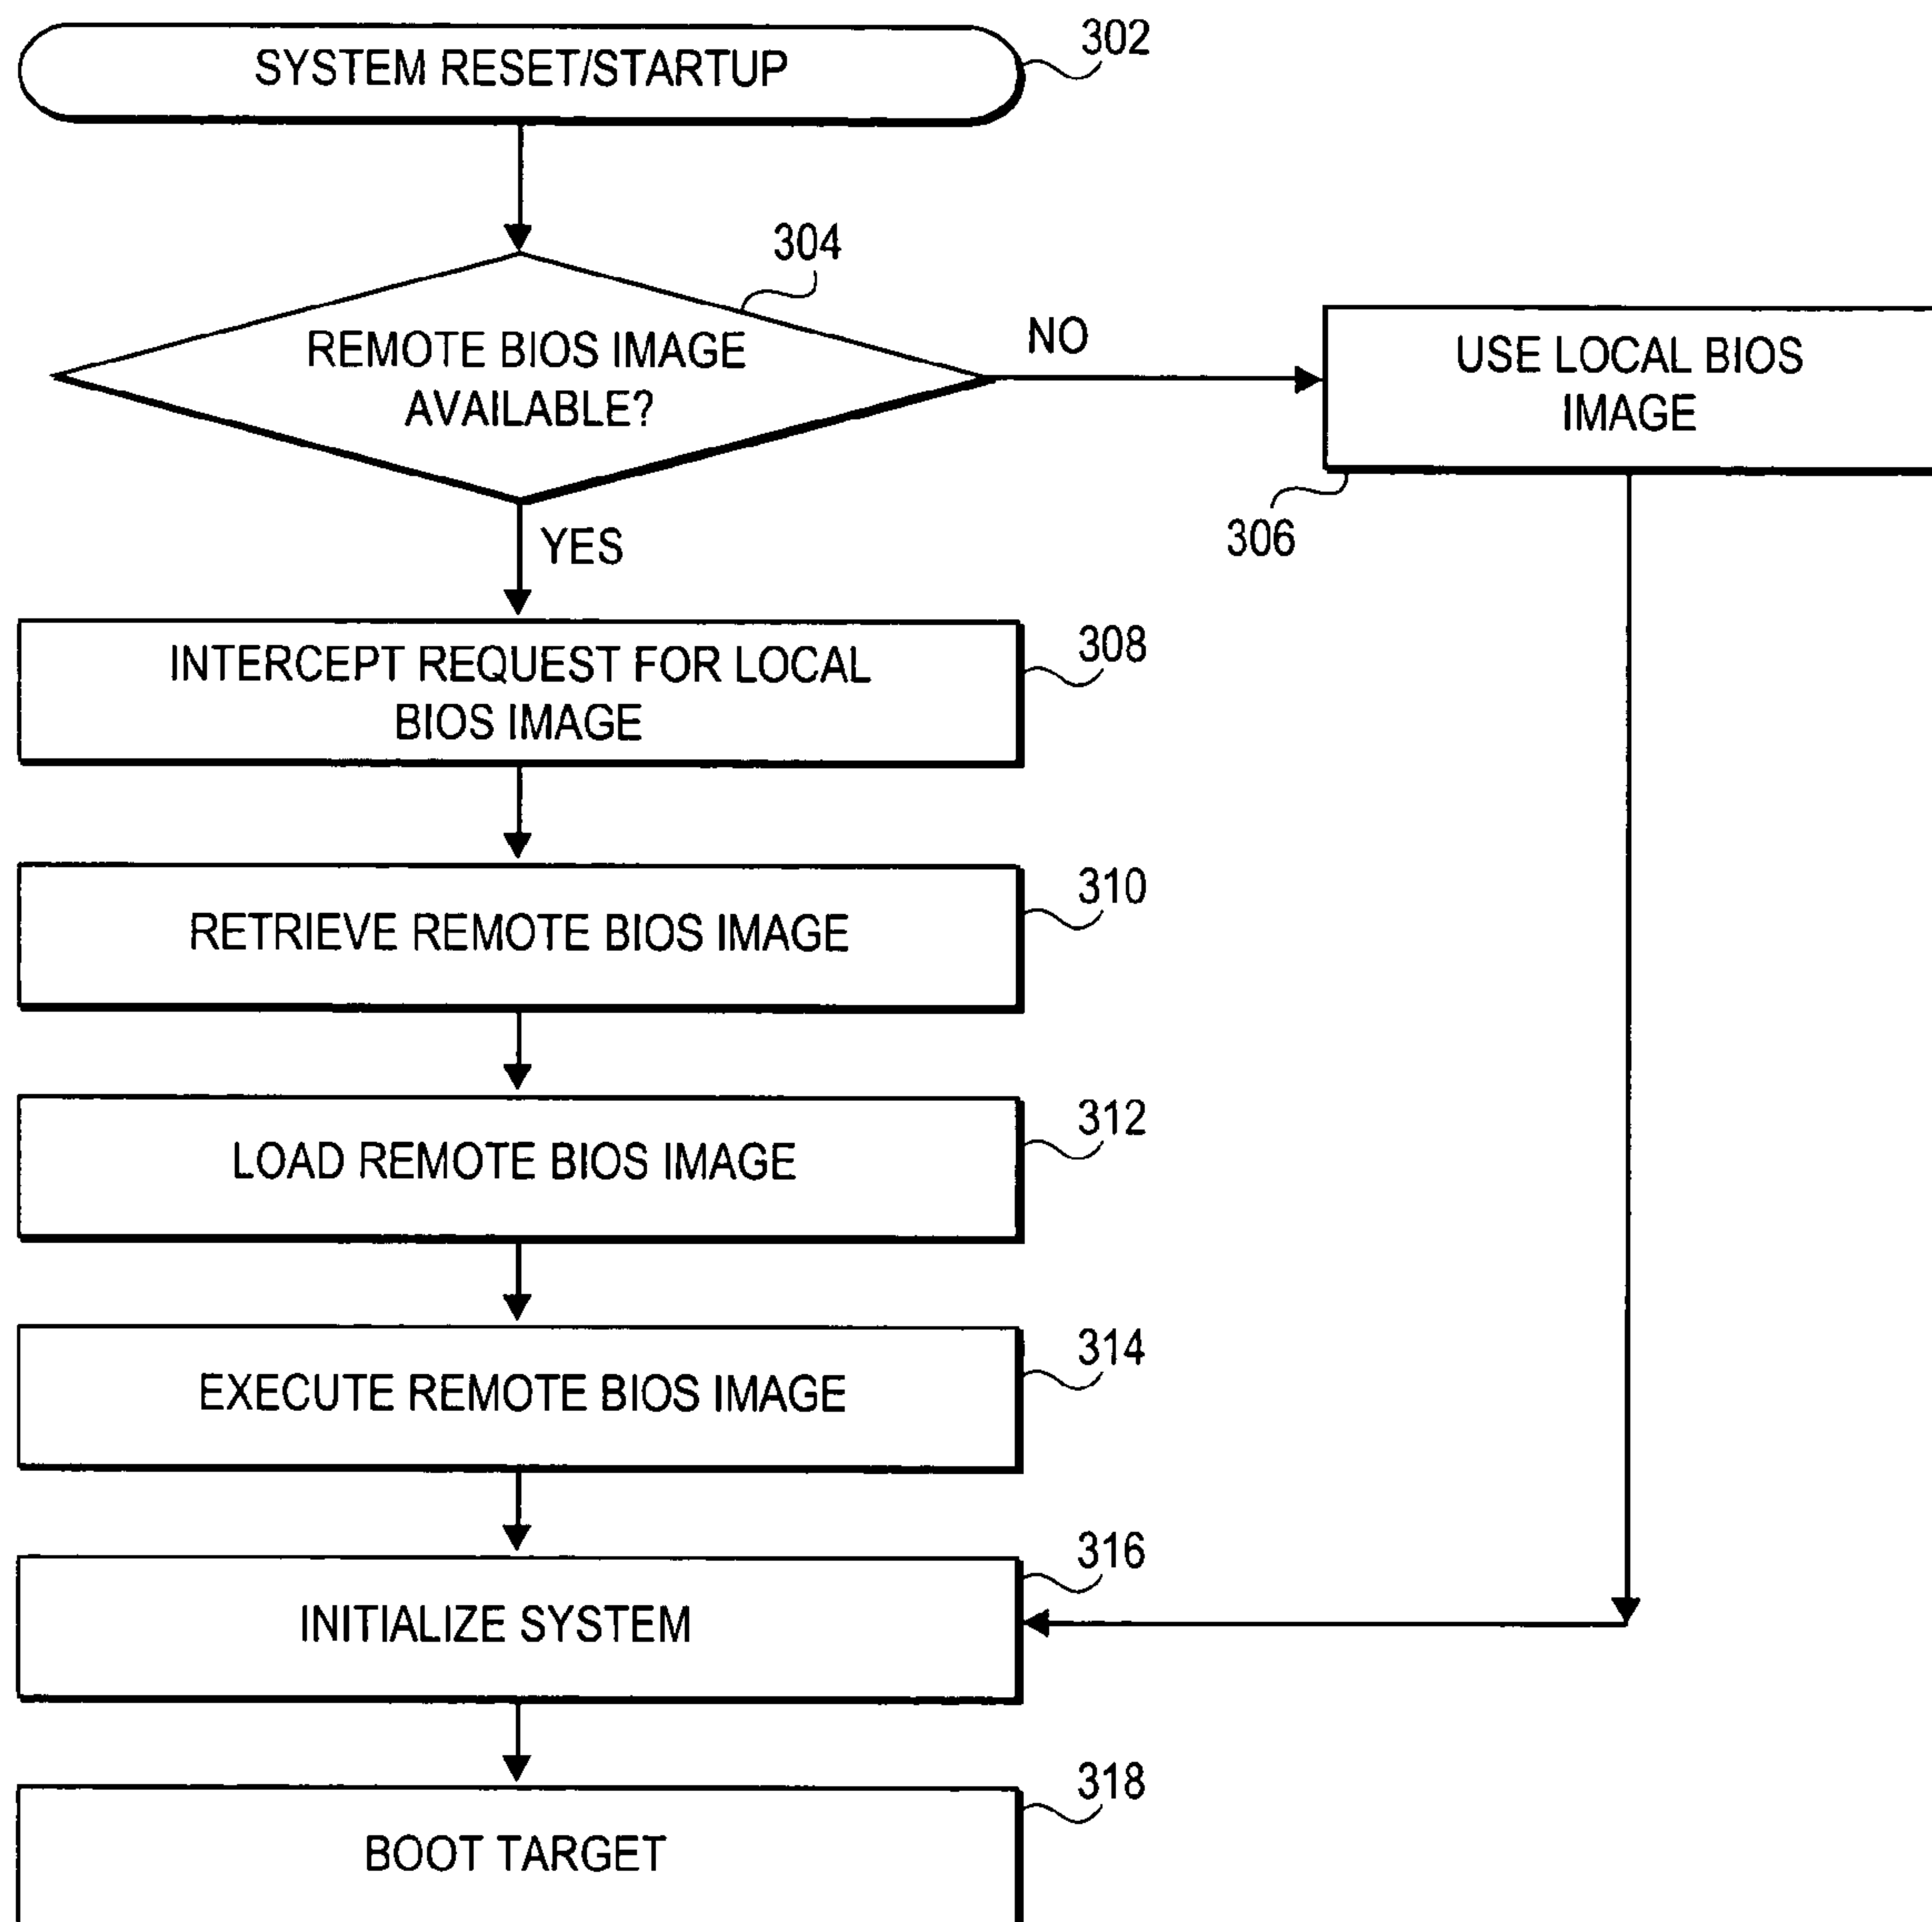 SYSTEM RESET/STARTUP
302
304
REMOTE BIOS IMAGE
AVAILABLE?
NO
USE LOCAL BIOS
IMAGE
306
YES
INTERCEPT REQUEST FOR LOCAL
BIOS IMAGE
308
RETRIEVE REMOTE BIOS IMAGE
310
LOAD REMOTE BIOS IMAGE
312
EXECUTE REMOTE BIOS IMAGE
314
INITIALIZE SYSTEM
316
BOOT TARGET
318